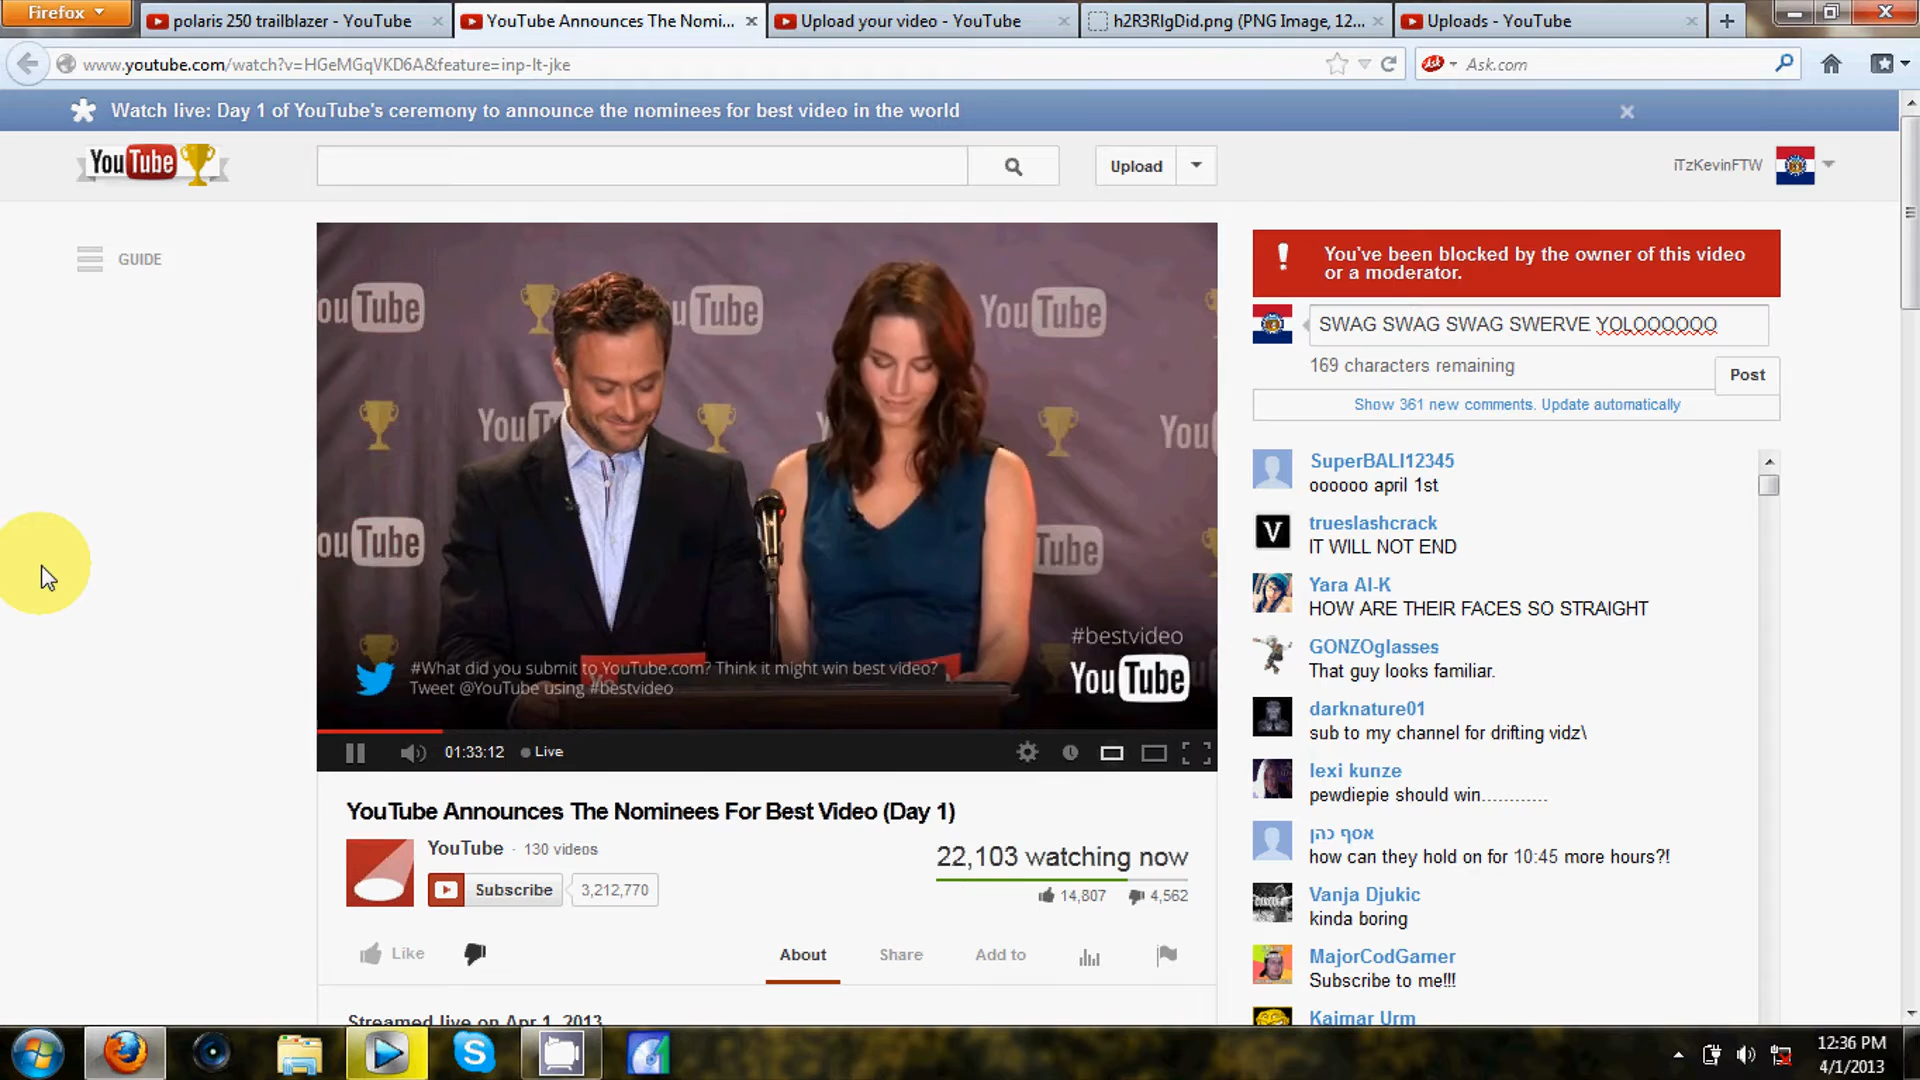 Firefox
polaris 250 trailblazer - YouTube
YouTube Announces The Nomi...
Upload your video - YouTube
h2R3RlgDid.png (PNG Image, 12...
Uploads - YouTube
www.youtube.com/watch?v=HGeMGqVKD6A&feature=inp-lt-jke
Ask
Ask.com
Watch live: Day 1 of YouTube's ceremony to announce the nominees for best video in the world
YouTube
Upload
iTzKevinFTW
GUIDE
You've been blocked by the owner of this video
or a moderator.
SWAG SWAG SWAG SWERVE YOLOOOOOO
169 characters remaining
Post
Show 361 new comments. Update automatically
ouTube
uTube
YouTube
YouT
You
ouTube
Tube
#bestvideo
YouTube
#What did you submit to YouTube.com? Think it might win best video?
Tweet @YouTube using #bestvideo
01:33:12
Live
SuperBALI12345
oooooo april 1st
trueslashcrack
IT WILL NOT END
Yara Al-K
HOW ARE THEIR FACES SO STRAIGHT
GONZOglasses
That guy looks familiar.
darknature01
sub to my channel for drifting vidz\
lexi kunze
pewdiepie should win............
אסף כהן
how can they hold on for 10:45 more hours?!
Vanja Djukic
kinda boring
MajorCodGamer
Subscribe to me!!!
Kaimar Urm
YouTube Announces The Nominees For Best Video (Day 1)
YouTube · 130 videos
Subscribe
3,212,770
22,103 watching now
14,807
4,562
Like
About
Share
Add to
Streamed live on Apr 1, 2013
12:36 PM
4/1/2013